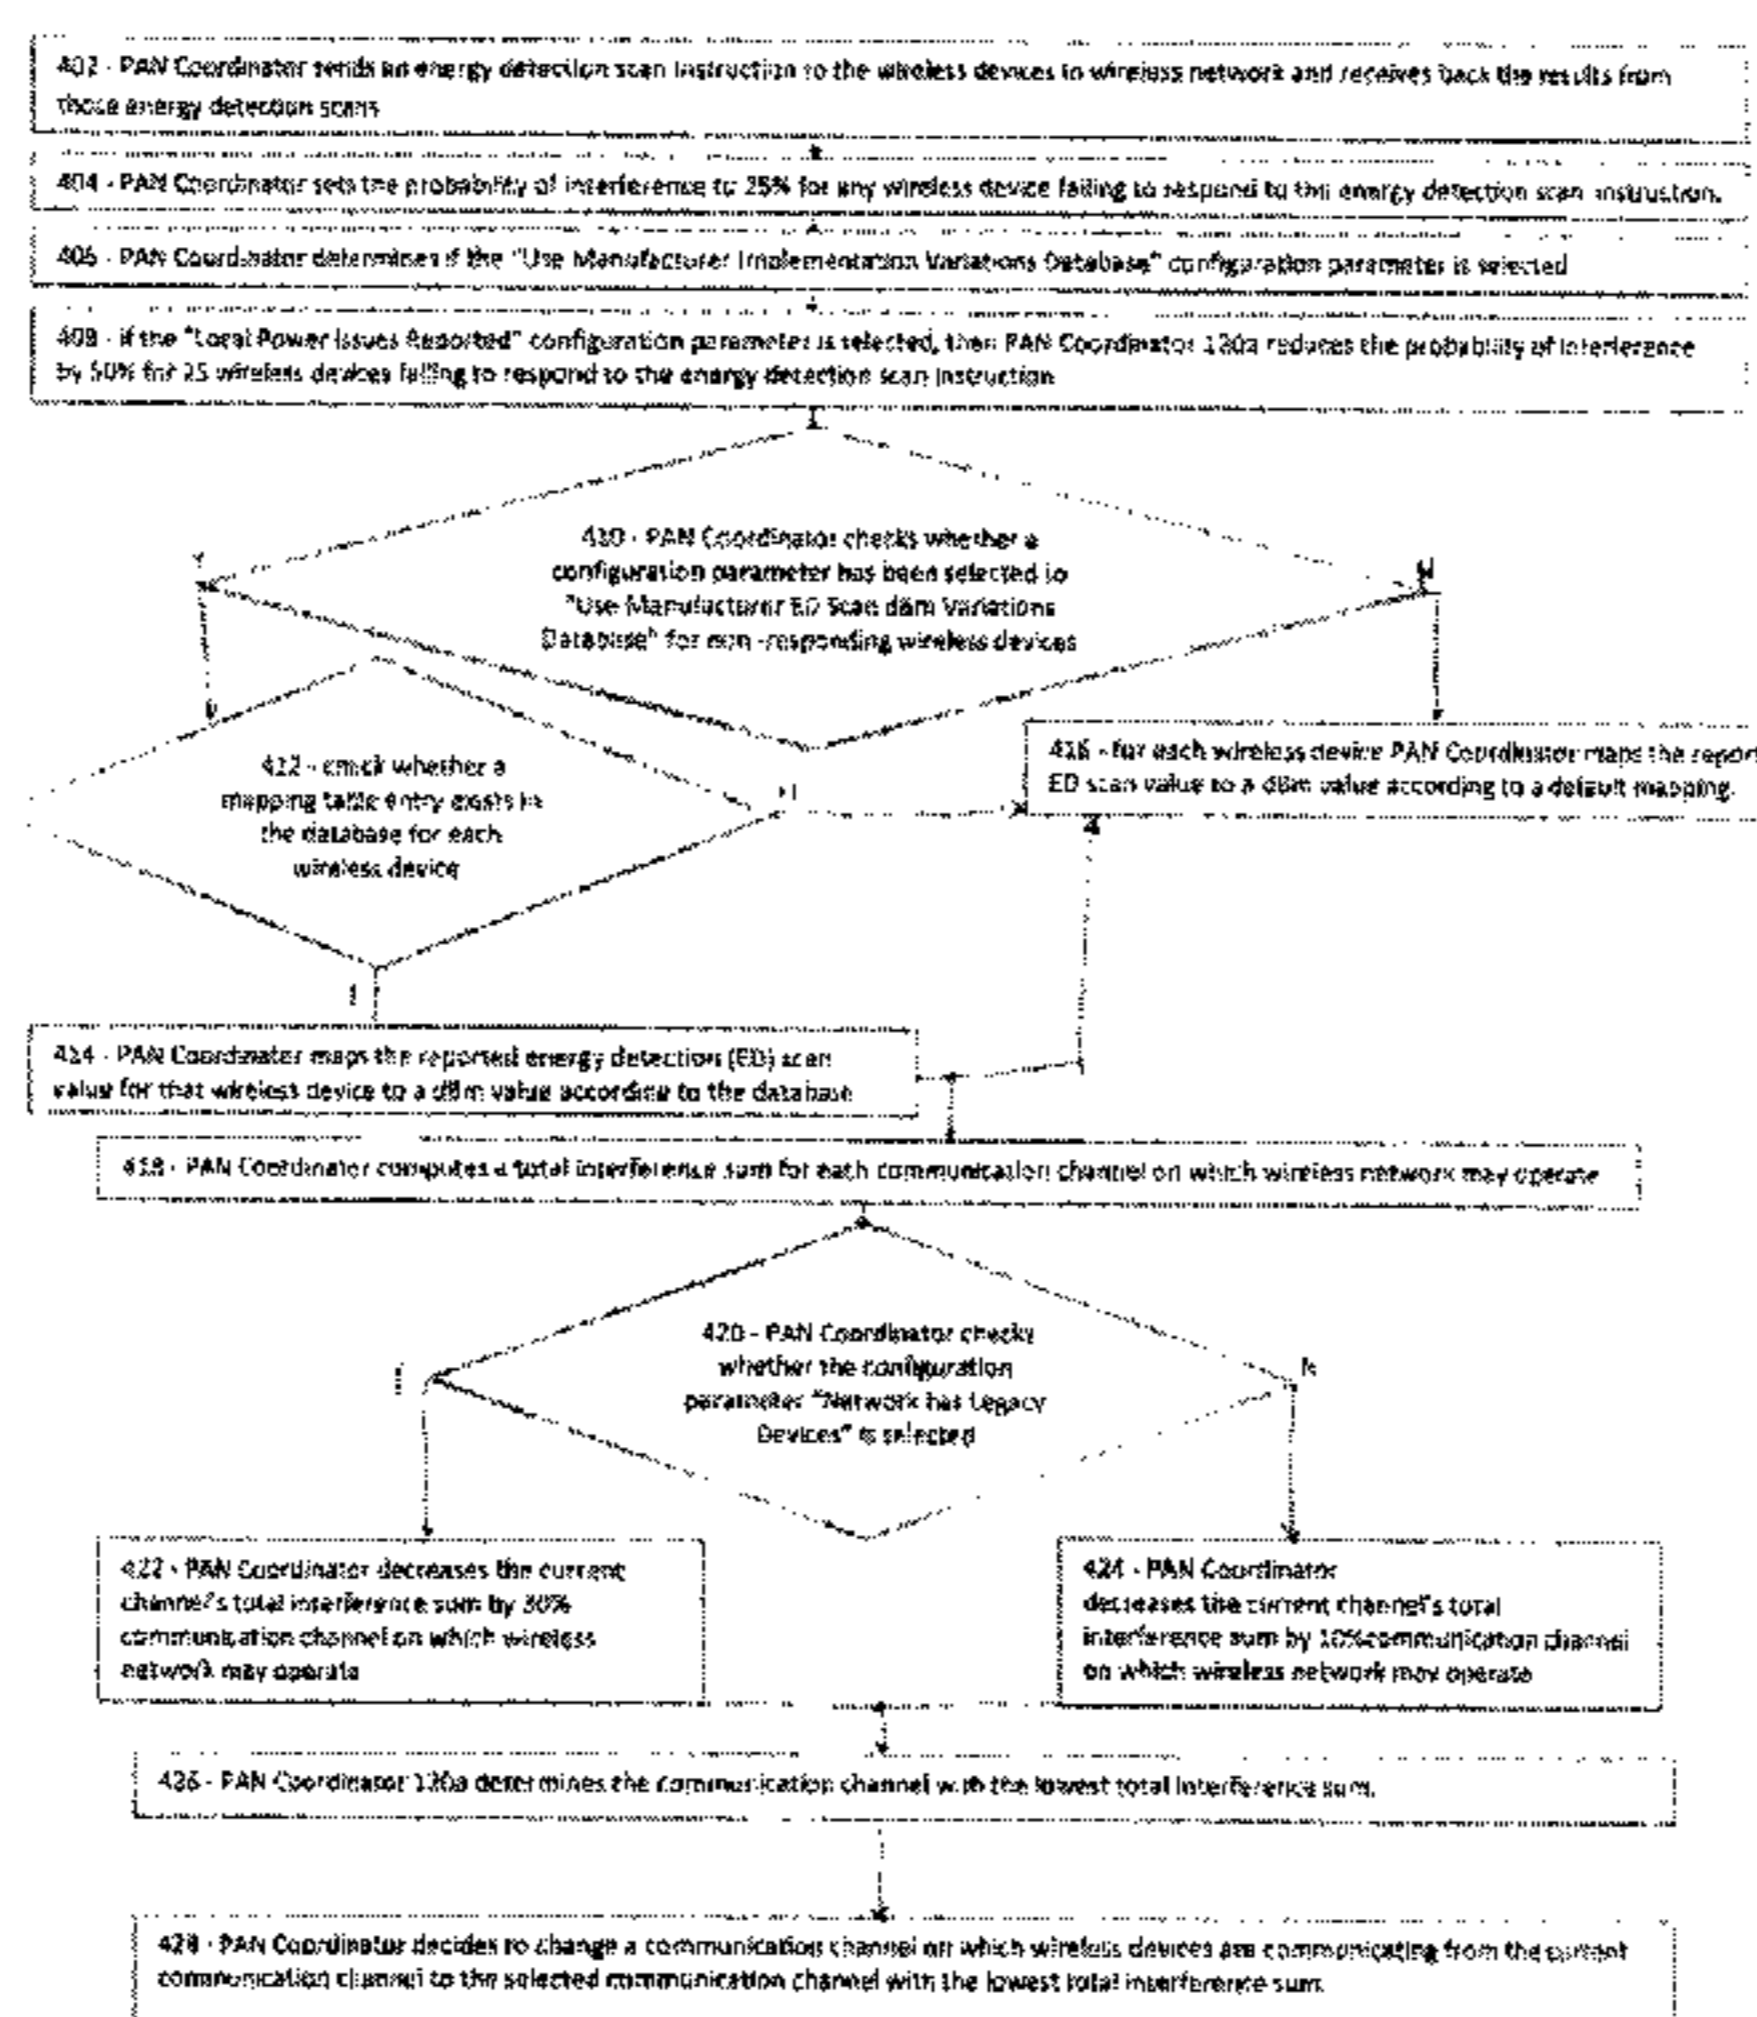 402 - PAN Coordinator sends an energy detection scan instruction to the wireless devices in wireless network and receives back the results from
those energy detection scans
404 - PAN Coordinator sets the probability of interference to 25% for any wireless device failing to respond to the energy detection scan instruction.
406 - PAN Coordinator determines if the "Use Manufacturer Implementation Variations Database" configuration parameter is selected
408 - if the "Local Power Issues Reported" configuration parameter is selected, then PAN Coordinator 120a reduces the probability of interference
by 50% for 25 wireless devices failing to respond to the energy detection scan instruction
410 - PAN Coordinator checks whether a
configuration parameter has been selected to
"Use Manufacturer ED Scan dBm Variations
Database" for non-responding wireless devices
Y
N
412 - check whether a
mapping table entry exists in
the database for each
wireless device
416 - for each wireless device PAN Coordinator maps the report
ED scan value to a dBm value according to a default mapping.
414 - PAN Coordinator maps the reported energy detection (ED) scan
value for that wireless device to a dBm value according to the database
418 - PAN Coordinator computes a total interference sum for each communication channel on which wireless network may operate
420 - PAN Coordinator checks
whether the configuration
parameter "Network has Legacy
Devices" is selected
N
422 - PAN Coordinator decreases the current
channel's total interference sum by 30%
communication channel on which wireless
network may operate
424 - PAN Coordinator
decreases the current channel's total
interference sum by 10%communication channel
on which wireless network may operate
426 - PAN Coordinator 120a determines the communication channel with the lowest total interference sum.
428 - PAN Coordinator decides to change a communication channel on which wireless devices are communicating from the current
communication channel to the selected communication channel with the lowest total interference sum.